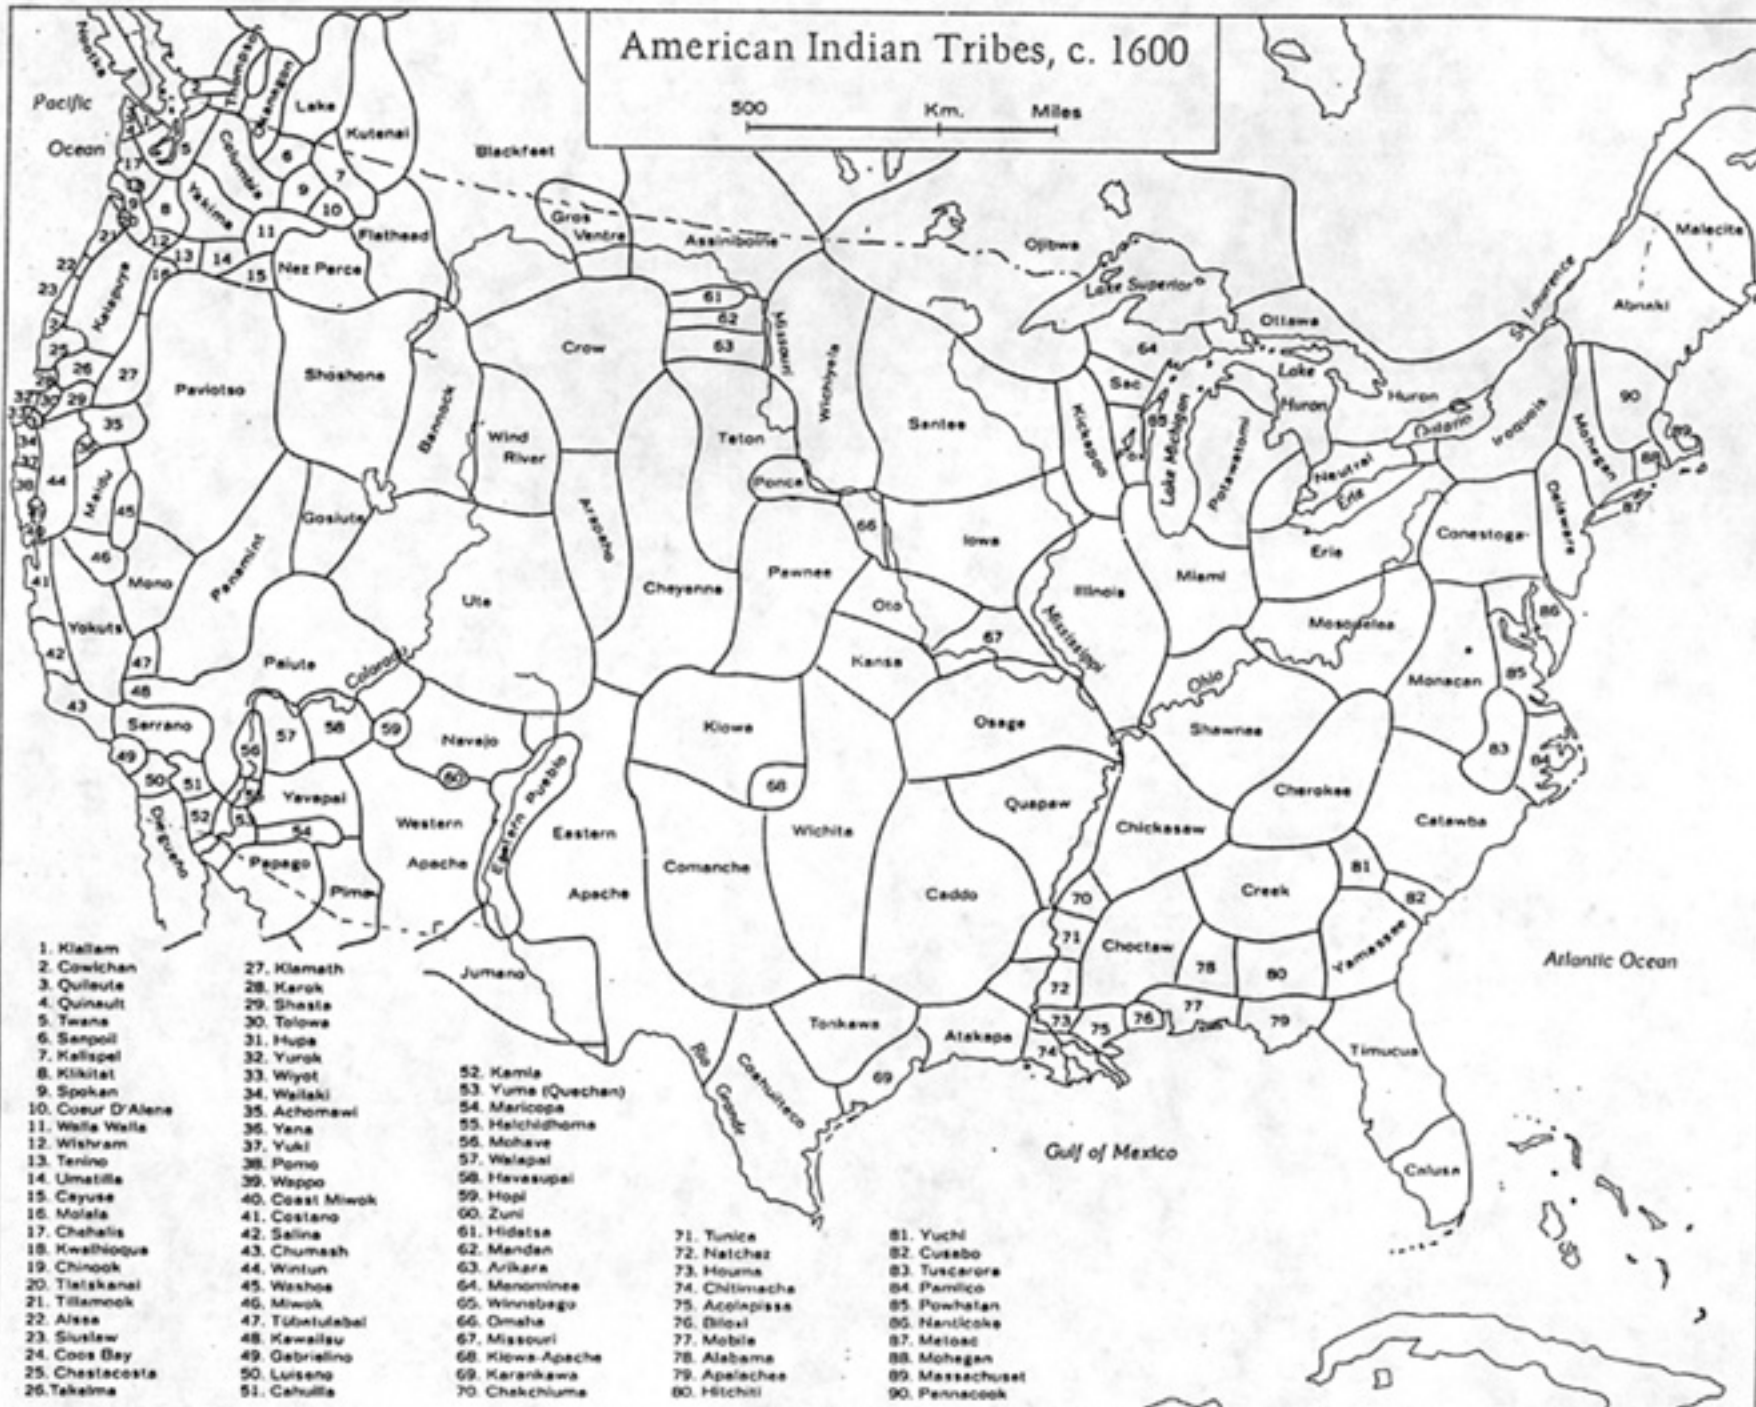 American Indian Tribes, c. 1600
500 Km. Miles
Nootka
Thompson
Okanagon
Lake
Kutenai
Pacific
Ocean
Blackfeet
Columbia
Yakima
Flathead
Gros
Ventre
Assiniboine
Ojibwa
Lake Superior
Ottawa
St. Lawrence
Malecite
Abnaki
Nez Perce
Kalapuya
Paviotso
Shoshone
Bannock
Crow
Wind
River
Missouri
Wichiyela
Santee
Kickapoo
Sac
Lake Michigan
Potawatomi
Lake
Huron
Huron
Ontario
Iroquois
Mohegan
Neutral
Erie
Teton
Ponca
Maidu
Gosiute
Arapaho
Cheyenne
Pawnee
Iowa
Oto
Kansa
Illinois
Mississippi
Miami
Erie
Conestoga
Delaware
Mosopelea
Monacan
Mono
Panamint
Yokuts
Paiute
Colorado
Ute
Serrano
Navajo
Kiowa
Osage
Ohio
Shawnee
Cherokee
Catawba
Diegueno
Yavapai
Papago
Pima
Western
Apache
Eastern Pueblo
Eastern
Apache
Comanche
Wichita
Quapaw
Caddo
Chickasaw
Creek
Choctaw
Yamassee
Jumano
Rio
Grande
Coahuilteco
Tonkawa
Atakapa
Timucua
Calusa
Atlantic Ocean
Gulf of Mexico
1. Klallam
2. Cowichan
3. Quileute
4. Quinault
5. Twana
6. Sanpoil
7. Kalispel
8. Klikitat
9. Spokan
10. Coeur D'Alene
11. Walla Walla
12. Wishram
13. Tenino
14. Umatilla
15. Cayuse
16. Molala
17. Chehalis
18. Kwalhioqua
19. Chinook
20. Tlatskanai
21. Tillamook
22. Alsea
23. Siuslaw
24. Coos Bay
25. Chastacosta
26. Takelma
27. Klamath
28. Karok
29. Shasta
30. Tolowa
31. Hupa
32. Yurok
33. Wiyot
34. Wailaki
35. Achomawi
36. Yana
37. Yuki
38. Pomo
39. Wappo
40. Coast Miwok
41. Costano
42. Salina
43. Chumash
44. Wintun
45. Washoe
46. Miwok
47. Tübatulabal
48. Kawaiisu
49. Gabrielino
50. Luiseno
51. Cahuilla
52. Kamia
53. Yuma (Quechan)
54. Maricopa
55. Halchidhoma
56. Mohave
57. Walapai
58. Havasupai
59. Hopi
60. Zuni
61. Hidatsa
62. Mandan
63. Arikara
64. Menominee
65. Winnebago
66. Omaha
67. Missouri
68. Kiowa-Apache
69. Karankawa
70. Chakchiuma
71. Tunica
72. Natchez
73. Houma
74. Chitimacha
75. Acolapissa
76. Biloxi
77. Mobile
78. Alabama
79. Apalachee
80. Hitchiti
81. Yuchi
82. Cusabo
83. Tuscarora
84. Pamlico
85. Powhatan
86. Nanticoke
87. Metoac
88. Mohegan
89. Massachuset
90. Pennacook